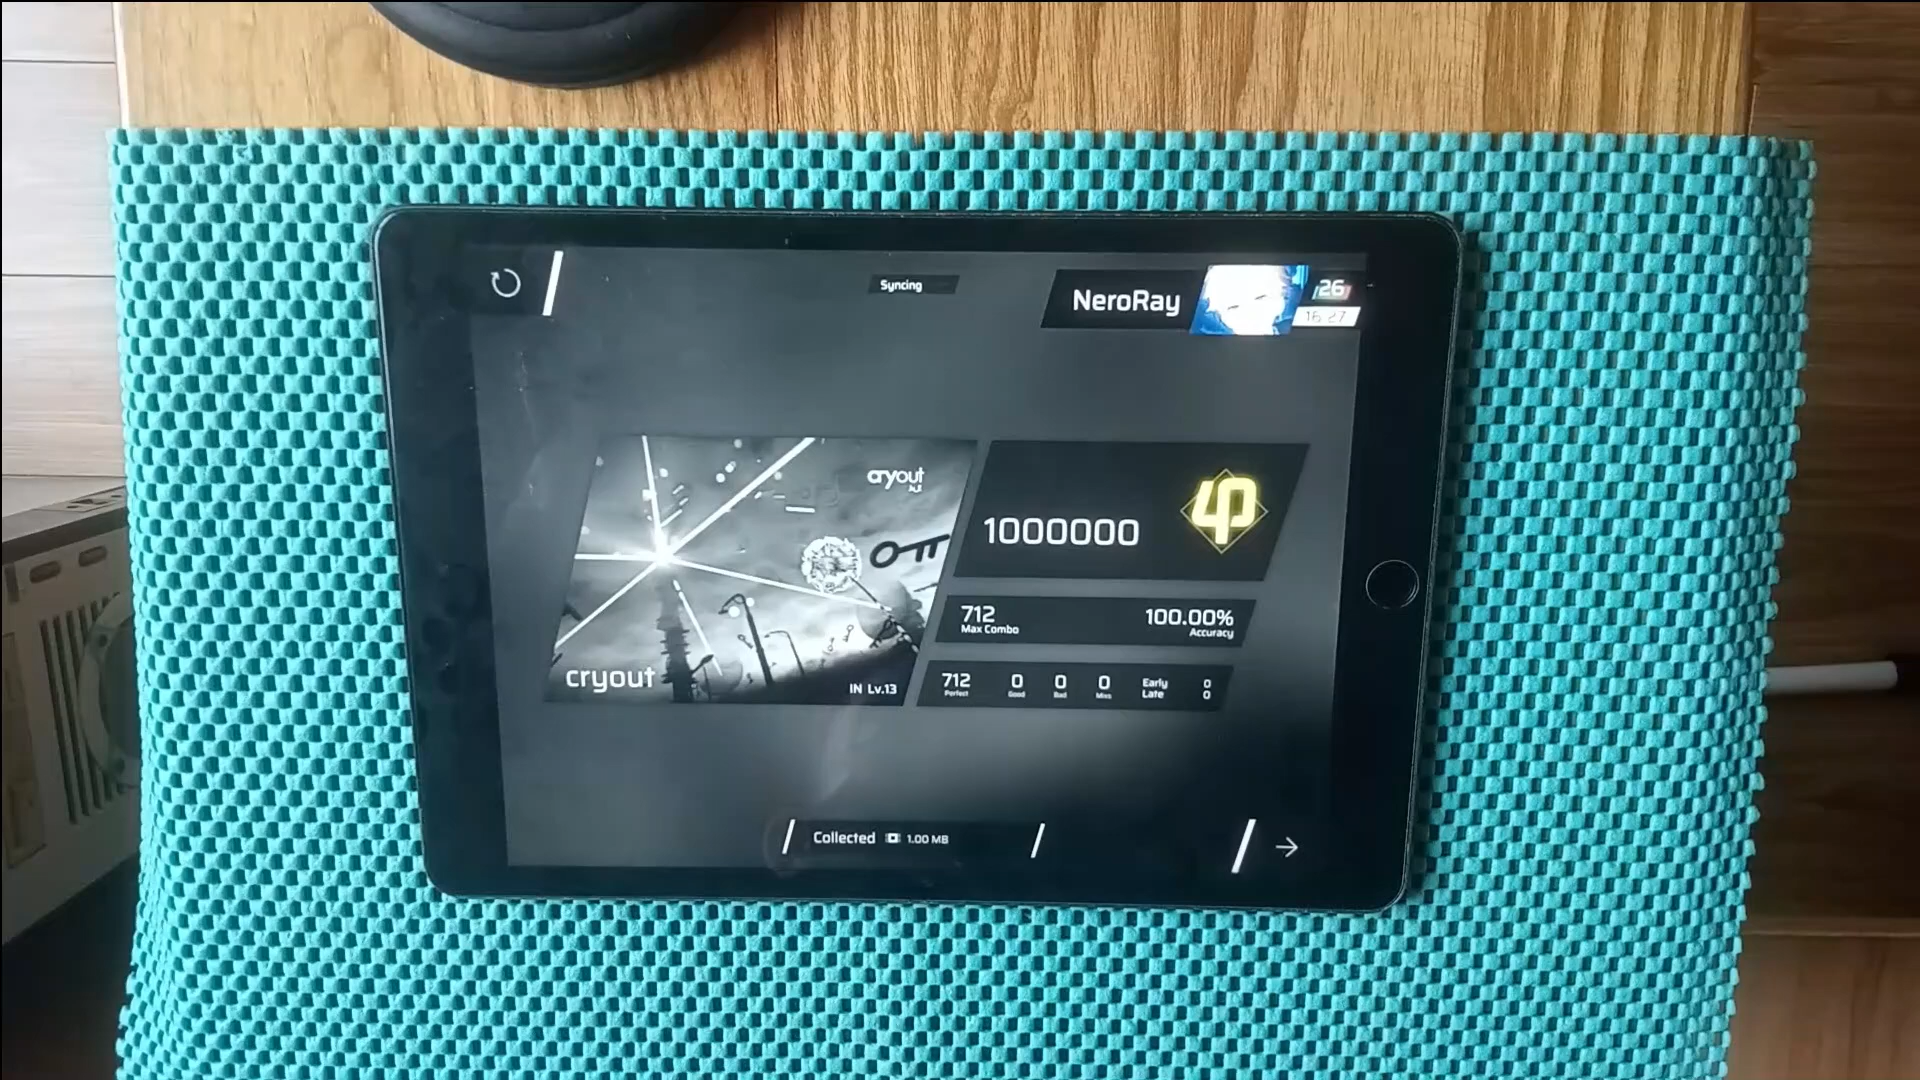 Syncing
NeroRay
26
16.27
cryout
1000000
φ
712
Max Combo
100.00%
Accuracy
cryout
IN Lv.13
712
Perfect
0
Good
0
Bad
0
Miss
Early 0
Late 0
Collected 1.00 MB